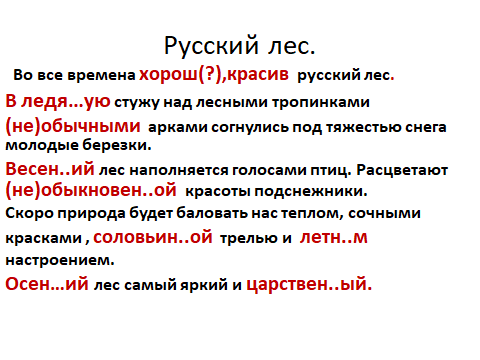 Русский лес.
Во все времена хорош(?),красив русский лес.
В ледя...ую стужу над лесными тропинками
(не)обычными арками согнулись под тяжестью снега
молодые березки.
Весен..ий лес наполняется голосами птиц. Расцветают
(не)обыкновен..ой красоты подснежники.
Скоро природа будет баловать нас теплом, сочными
красками , соловьин..ой трелью и летн..м
настроением.
Осен...ий лес самый яркий и царствен..ый.